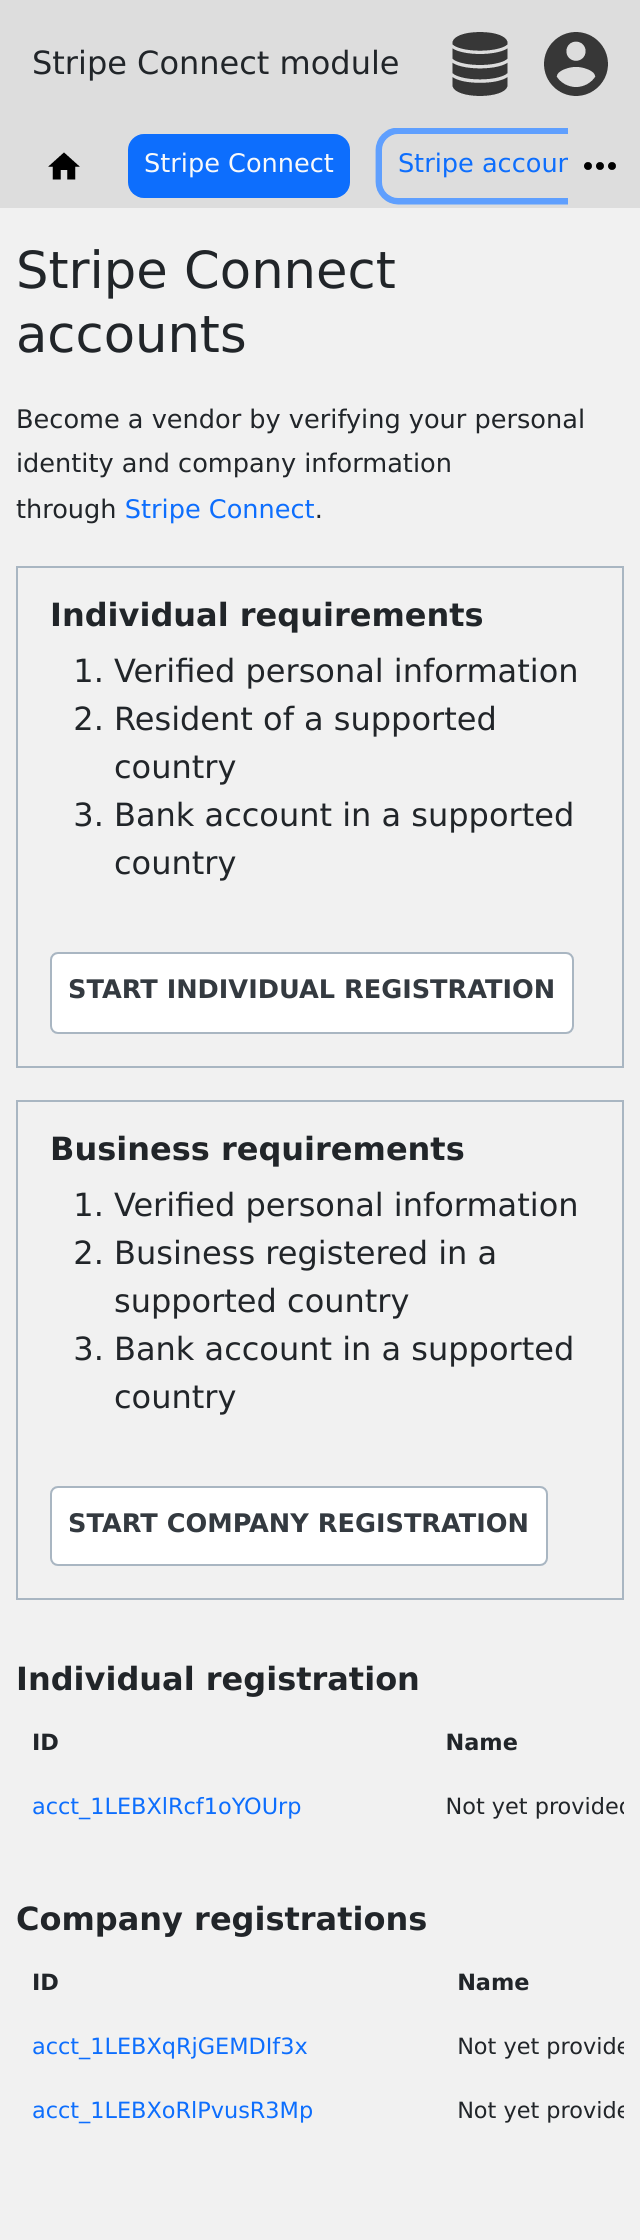 Stripe Connect module
Stripe Connect
Stripe accour
Stripe Connect
accounts
Become a vendor by verifying your personal
identity and company information
through Stripe Connect.
Individual requirements
1. Verified personal information
2. Resident of a supported
country
3. Bank account in a supported
country
START INDIVIDUAL REGISTRATION
Business requirements
1. Verified personal information
2. Business registered in a
supported country
3. Bank account in a supported
country
START COMPANY REGISTRATION
Individual registration
ID Name
acct_1LEBXlRcf1oYOUrp Not yet provided
Company registrations
ID Name
acct_1LEBXqRjGEMDIf3x Not yet provide
acct_1LEBXoRlPvusR3Mp Not yet provide